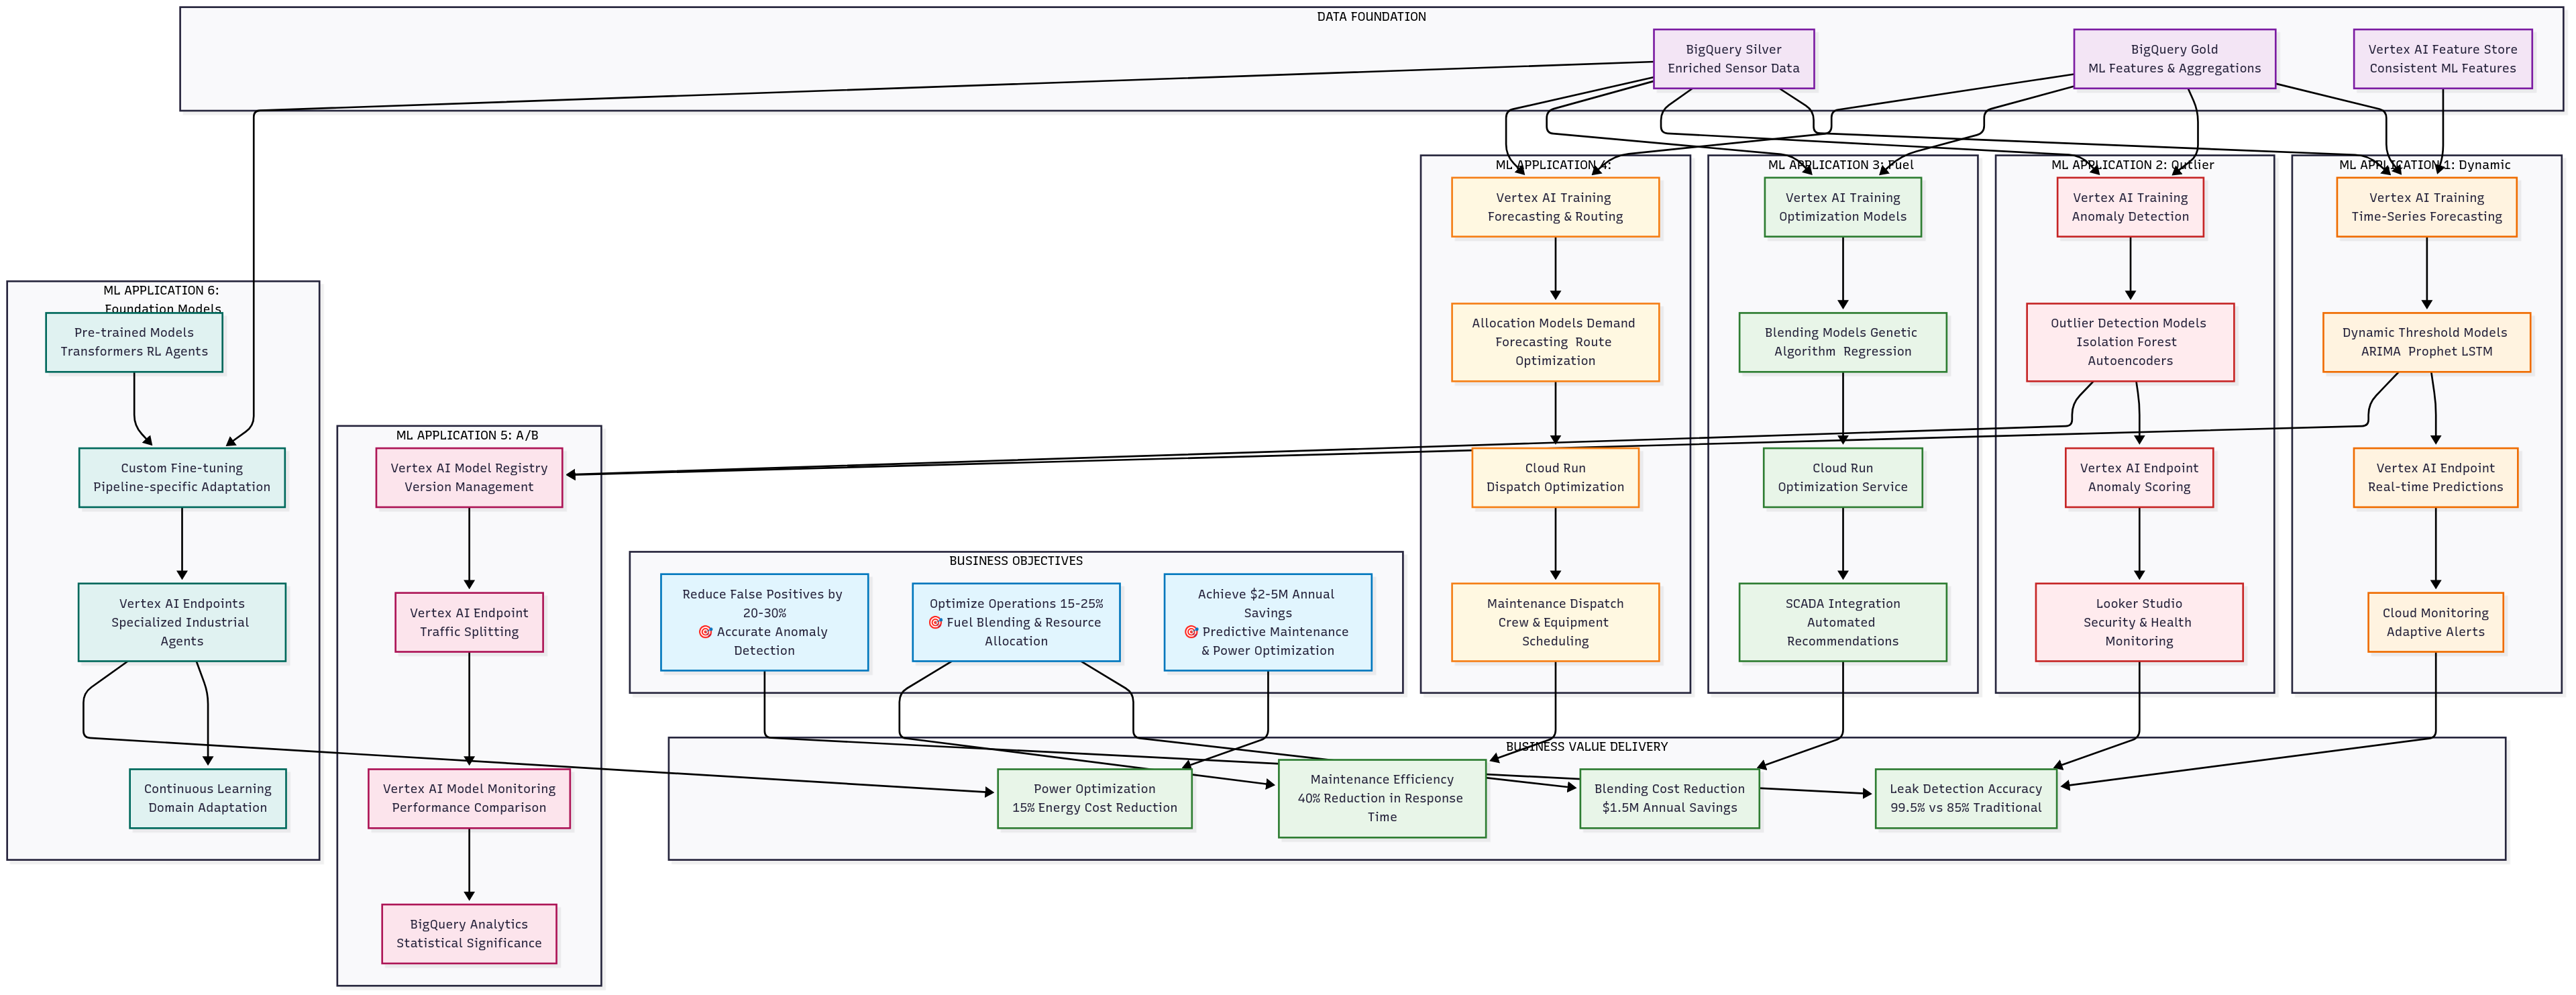 DATA FOUNDATION
BigQuery Silver
Enriched Sensor Data
BigQuery Gold
ML Features & Aggregations
Vertex AI Feature Store
Consistent ML Features
ML APPLICATION 4:
Vertex AI Training
Forecasting & Routing
Allocation Models Demand
Forecasting Route
Optimization
Cloud Run
Dispatch Optimization
Maintenance Dispatch
Crew & Equipment
Scheduling
ML APPLICATION 3: Fuel
Vertex AI Training
Optimization Models
Blending Models Genetic
Algorithm Regression
Cloud Run
Optimization Service
SCADA Integration
Automated
Recommendations
ML APPLICATION 2: Outlier
Vertex AI Training
Anomaly Detection
Outlier Detection Models
Isolation Forest
Autoencoders
Vertex AI Endpoint
Anomaly Scoring
Looker Studio
Security & Health
Monitoring
ML APPLICATION 1: Dynamic
Vertex AI Training
Time-Series Forecasting
Dynamic Threshold Models
ARIMA Prophet LSTM
Vertex AI Endpoint
Real-time Predictions
Cloud Monitoring
Adaptive Alerts
ML APPLICATION 6:
Foundation Models
Pre-trained Models
Transformers RL Agents
Custom Fine-tuning
Pipeline-specific Adaptation
Vertex AI Endpoints
Specialized Industrial
Agents
Continuous Learning
Domain Adaptation
ML APPLICATION 5: A/B
Vertex AI Model Registry
Version Management
Vertex AI Endpoint
Traffic Splitting
Vertex AI Model Monitoring
Performance Comparison
BigQuery Analytics
Statistical Significance
BUSINESS OBJECTIVES
Reduce False Positives by
20-30%
🎯 Accurate Anomaly
Detection
Optimize Operations 15-25%
🎯 Fuel Blending & Resource
Allocation
Achieve $2-5M Annual
Savings
🎯 Predictive Maintenance
& Power Optimization
BUSINESS VALUE DELIVERY
Power Optimization
15% Energy Cost Reduction
Maintenance Efficiency
40% Reduction in Response
Time
Blending Cost Reduction
$1.5M Annual Savings
Leak Detection Accuracy
99.5% vs 85% Traditional